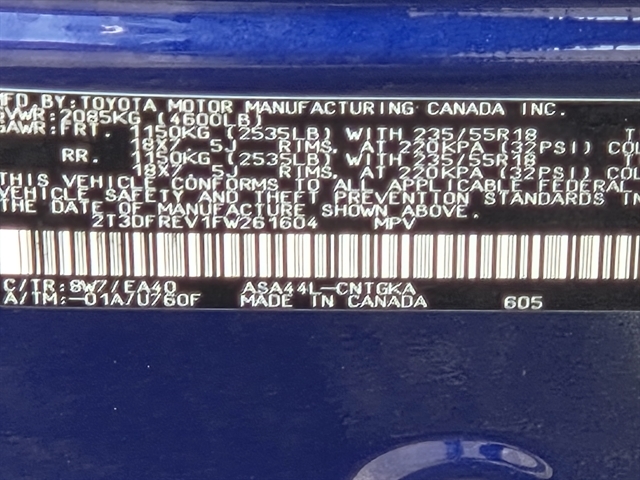 MFD. BY: TOYOTA MOTOR MANUFACTURING CANADA INC.
GVWR: 2085KG (4600LB)
GAWR: FRT. 1150KG (2535LB) WITH 235/55R18
18X7. 5J RIMS, AT 220KPA (32PSI) COL
RR. 1150KG (2535LB) WITH 235/55R18
18X7. 5J RIMS, AT 220KPA (32PSI) COL
THIS VEHICLE CONFORMS TO ALL APPLICABLE FEDERAL
VEHICLE SAFETY AND THEFT PREVENTION STANDARDS IN
THE DATE OF MANUFACTURE SHOWN ABOVE.
2T3DFREV1FW261604 MPV
C/TR: 8W7/EA40 ASA44L-CNTGKA
A/TM: -01A/U760F MADE IN CANADA 605